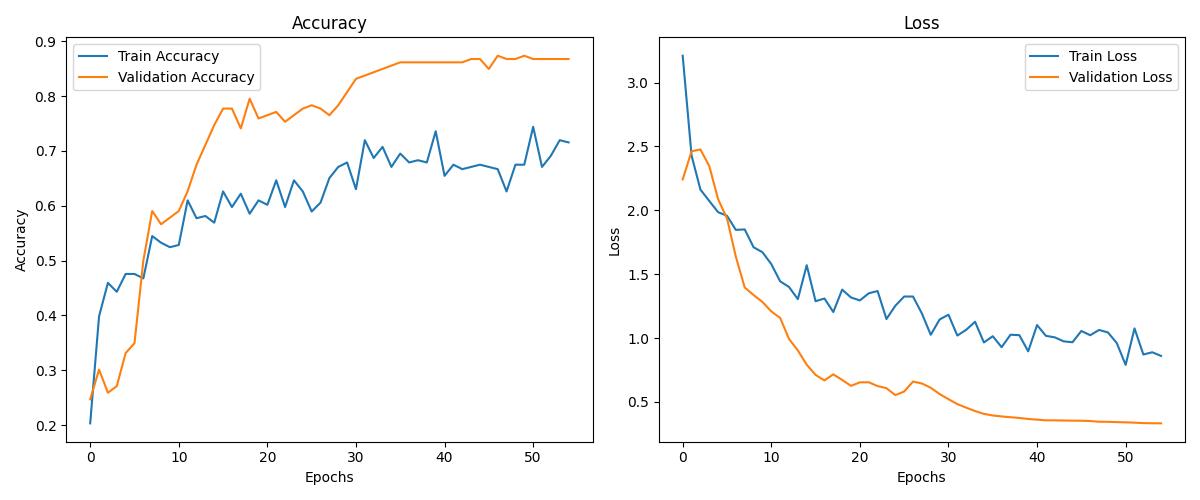 Accuracy
Train Accuracy
Validation Accuracy
Accuracy
0.9
0.8
0.7
0.6
0.5
0.4
0.3
0.2
0 10 20 30 40 50
Epochs
Loss
Train Loss
Validation Loss
Loss
3.0
2.5
2.0
1.5
1.0
0.5
0 10 20 30 40 50
Epochs